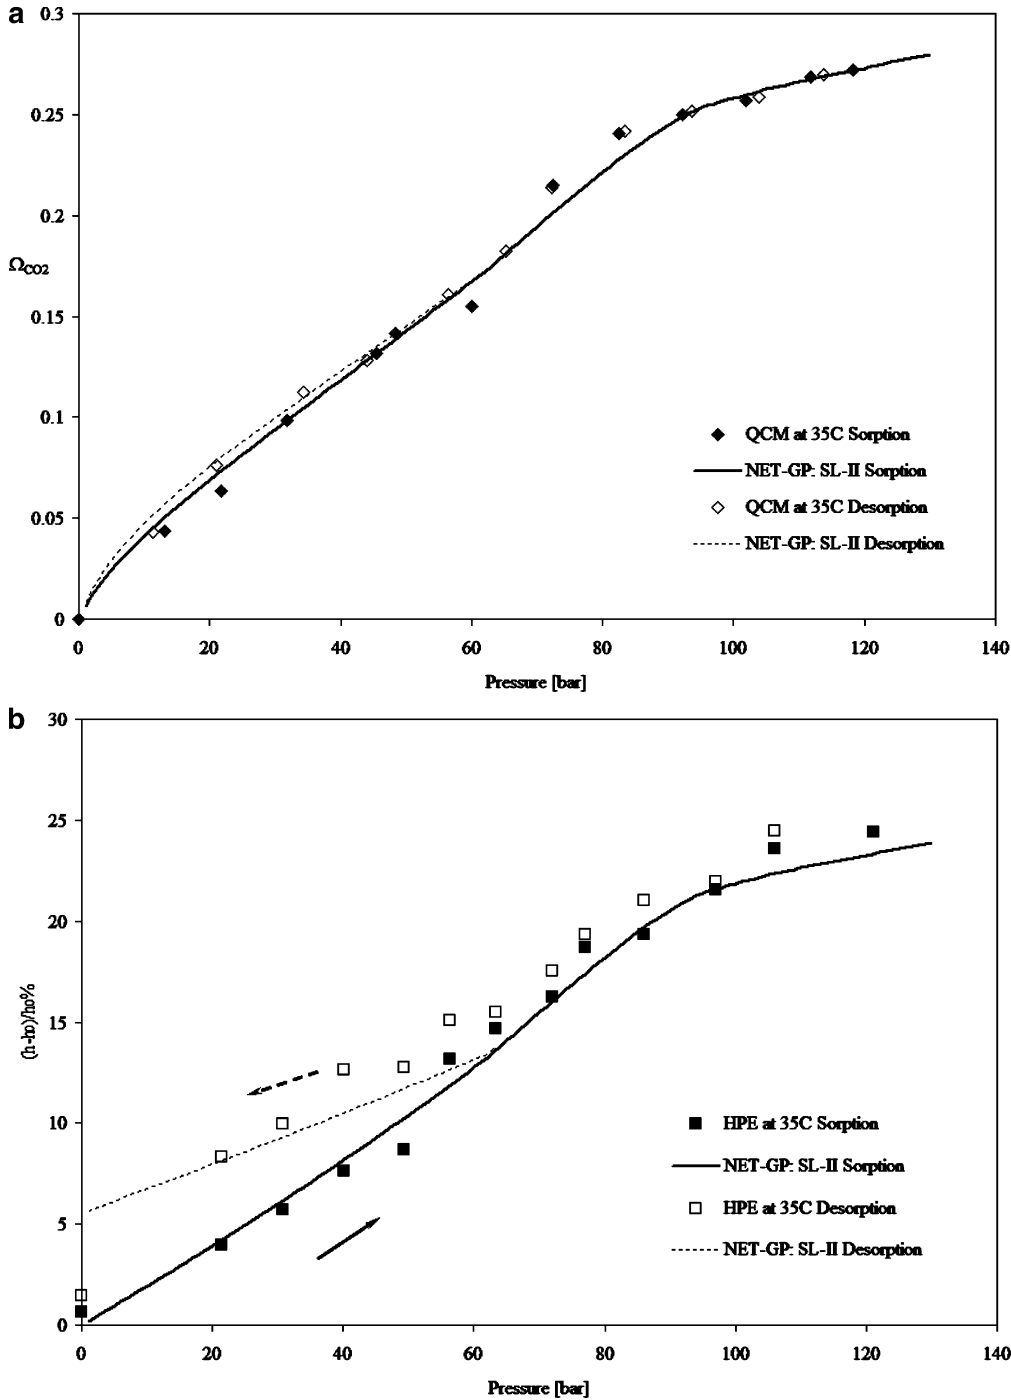 a
0.3
0.25
0.2
ΩCO2
0.15
0.1
0.05
0
QCM at 35C Sorption
NET-GP: SL-II Sorption
QCM at 35C Desorption
NET-GP: SL-II Desorption
0 20 40 60 80 100 120 140
Pressure [bar]
b
30
25
20
(h-h0)/h0%
15
10
5
0
HPE at 35C Sorption
NET-GP: SL-II Sorption
HPE at 35C Desorption
NET-GP: SL-II Desorption
0 20 40 60 80 100 120 140
Pressure [bar]